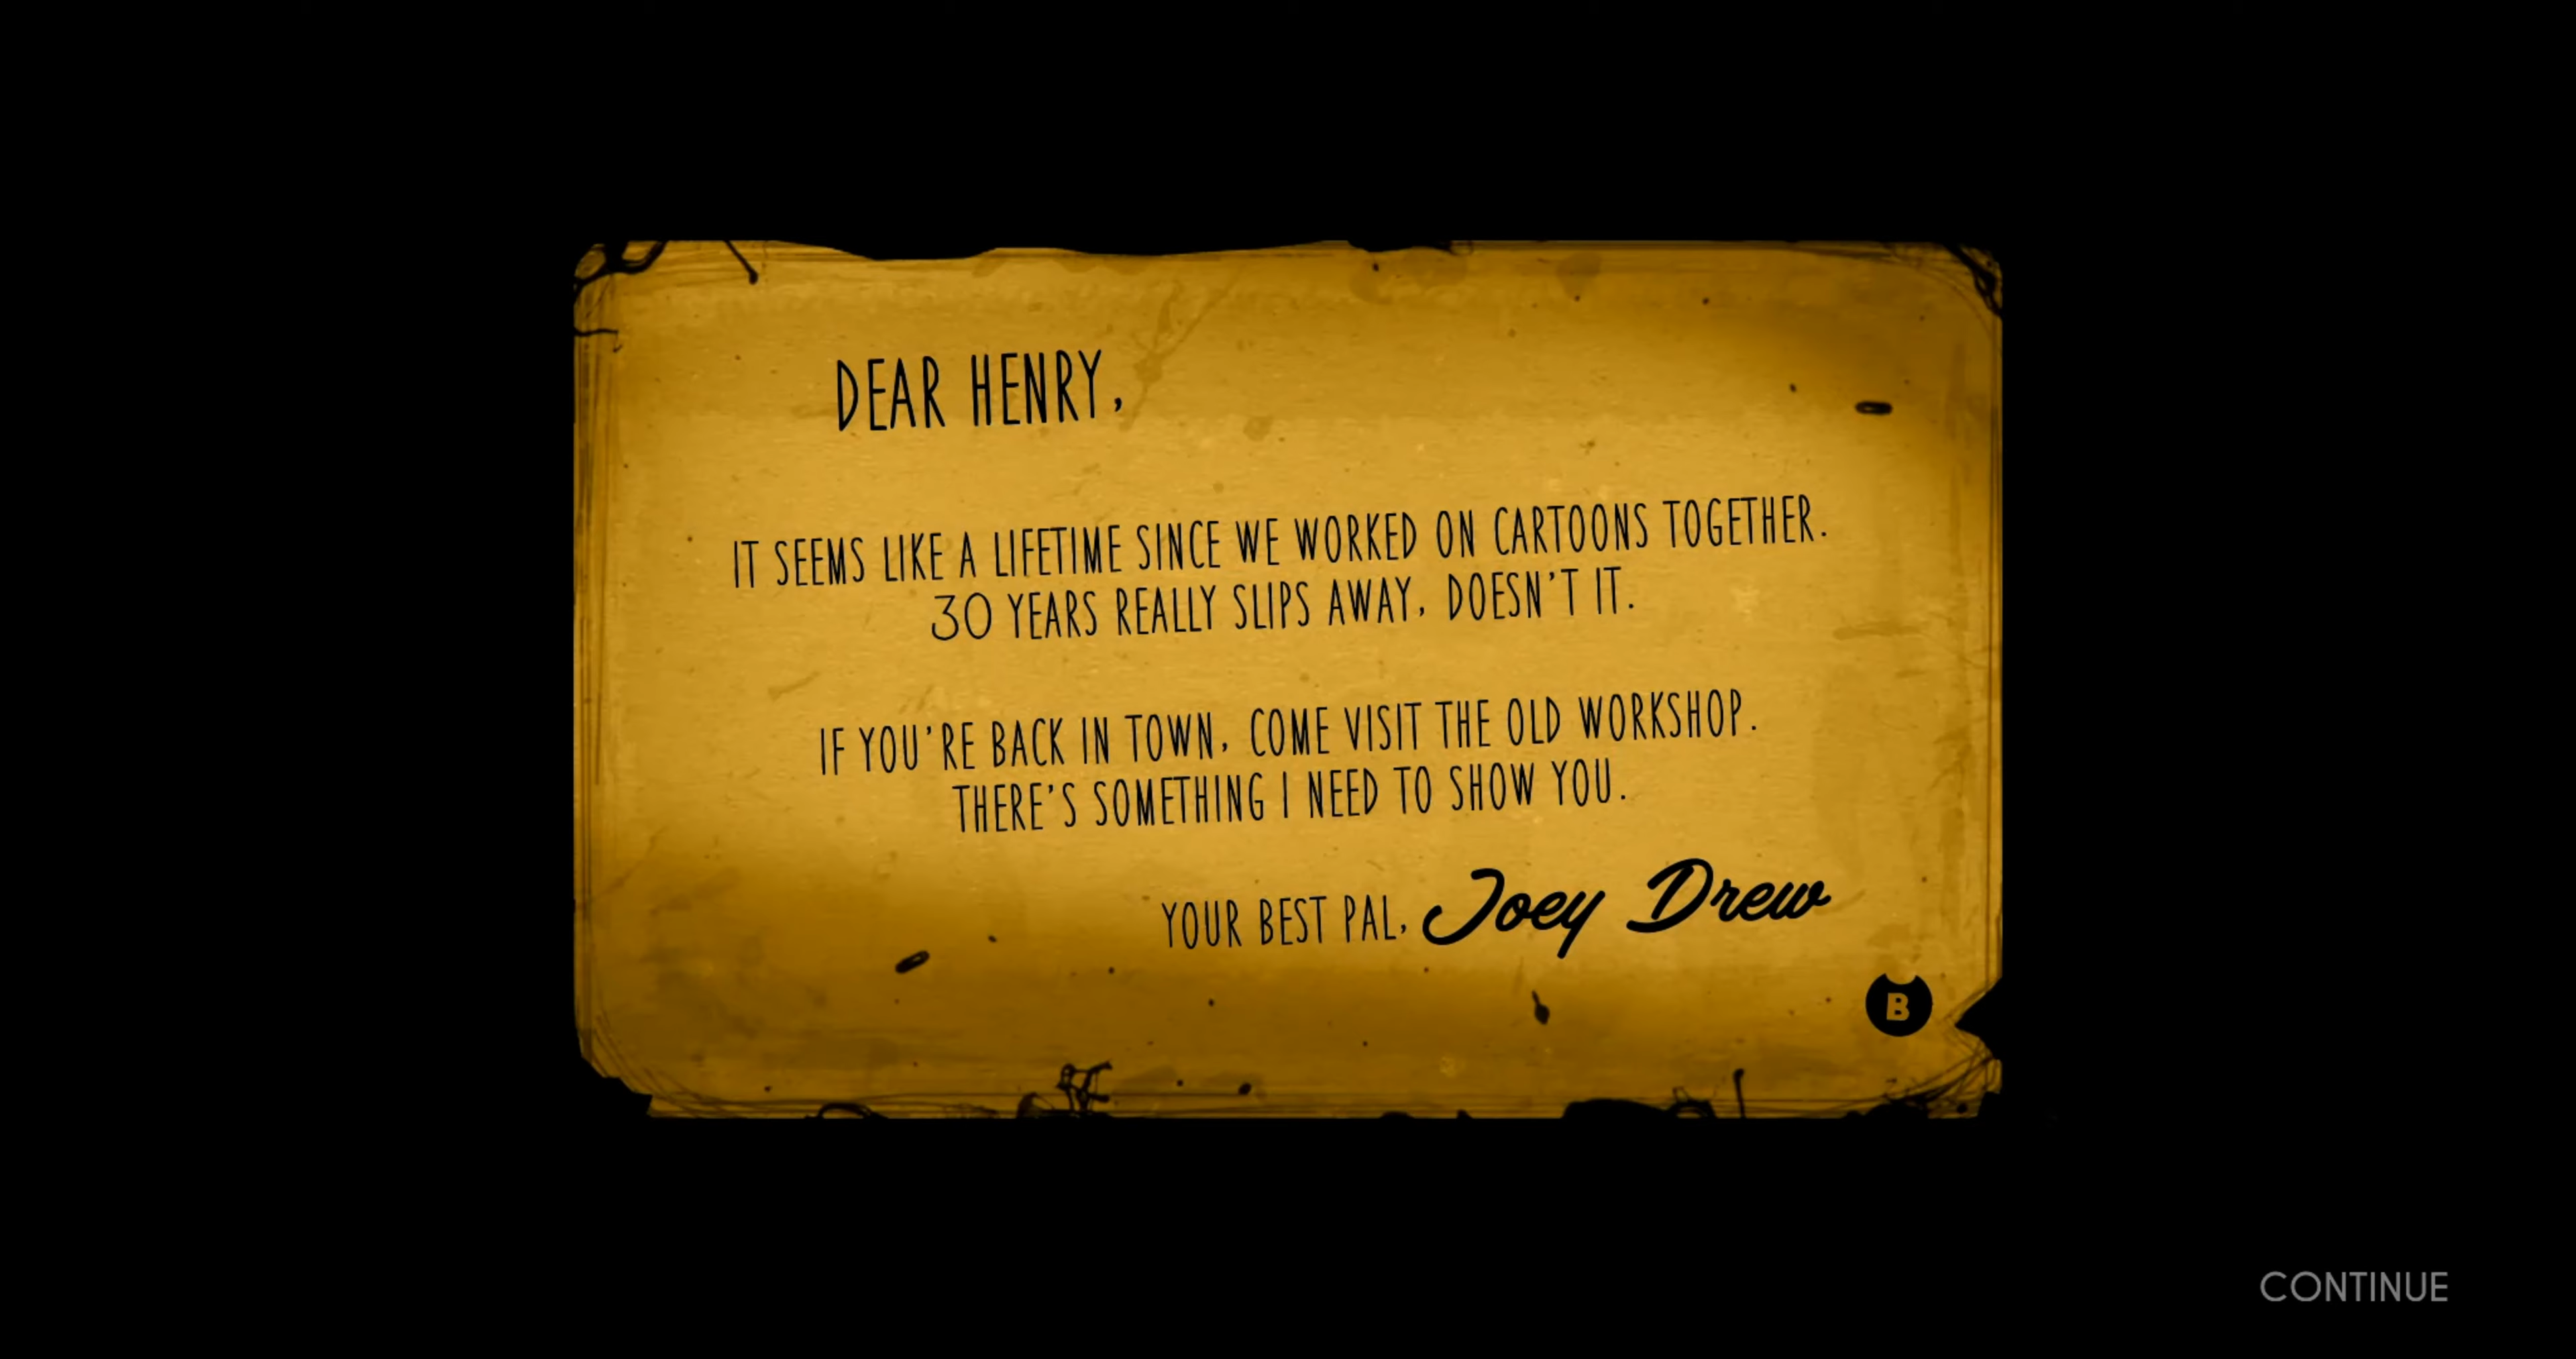 DEAR HENRY,
IT SEEMS LIKE A LIFETIME SINCE WE WORKED ON CARTOONS TOGETHER.
30 YEARS REALLY SLIPS AWAY, DOESN'T IT.
IF YOU'RE BACK IN TOWN, COME VISIT THE OLD WORKSHOP.
THERE'S SOMETHING I NEED TO SHOW YOU.
YOUR BEST PAL, Joey Drew
B
CONTINUE